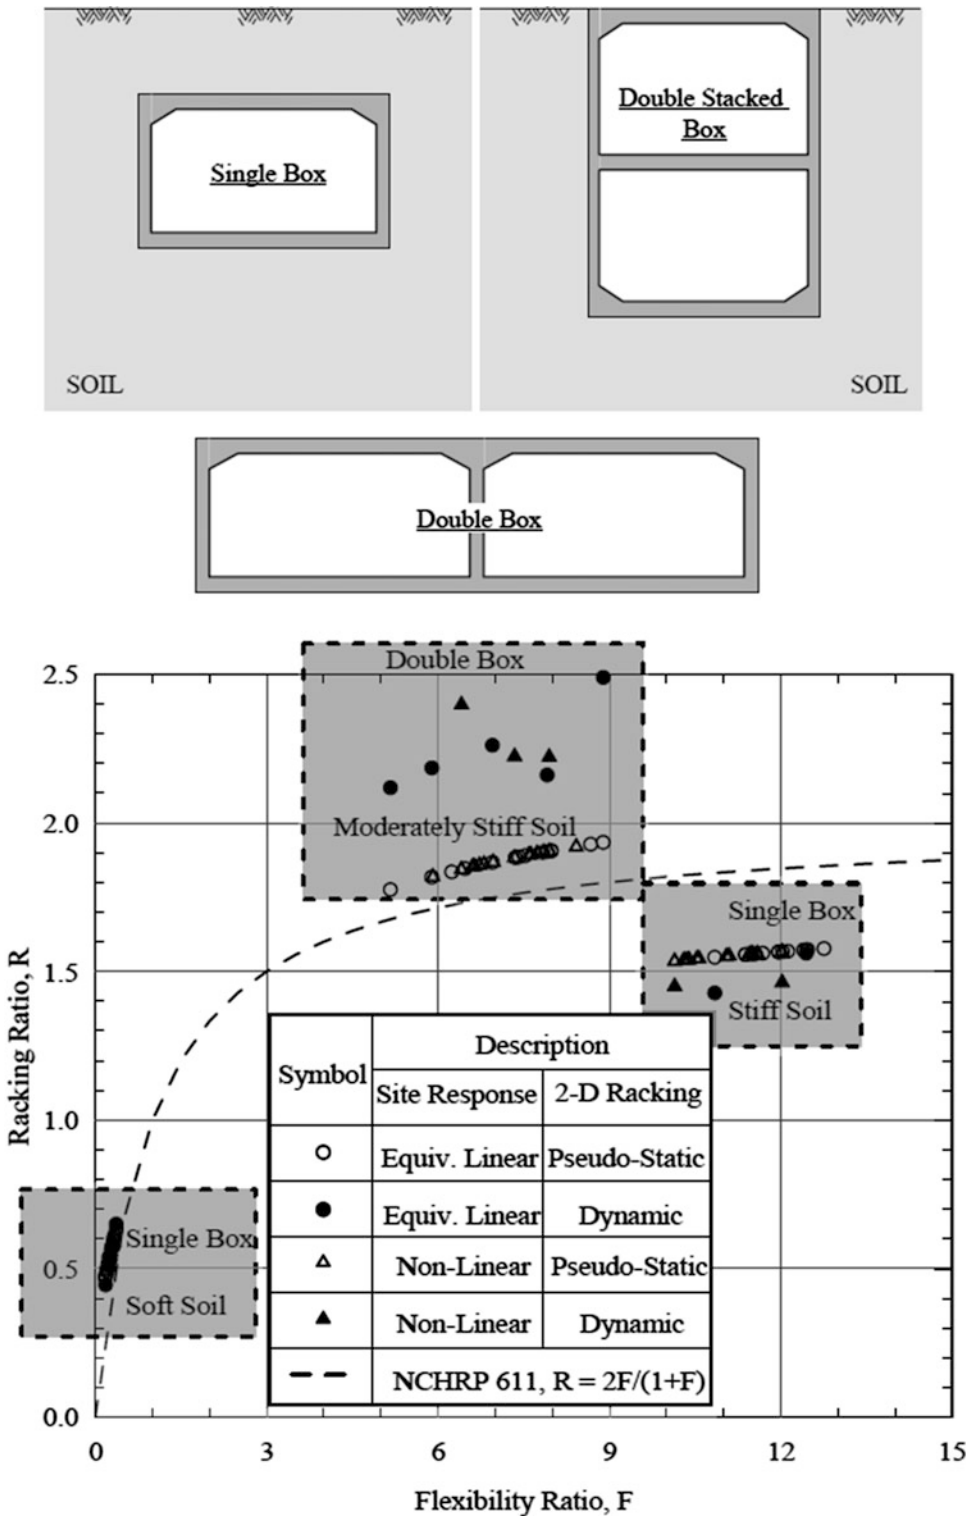 Single Box
Double Stacked
Box
SOIL
SOIL
Double Box
Double Box
Moderately Stiff Soil
Single Box
Stiff Soil
Single Box
Soft Soil
Symbol
Description
Site Response
2-D Racking
Equiv. Linear
Pseudo-Static
Equiv. Linear
Dynamic
Non-Linear
Pseudo-Static
Non-Linear
Dynamic
NCHRP 611, R = 2F/(1+F)
Racking Ratio, R
2.5
2.0
1.5
1.0
0.5
0.0
0
3
6
9
12
15
Flexibility Ratio, F